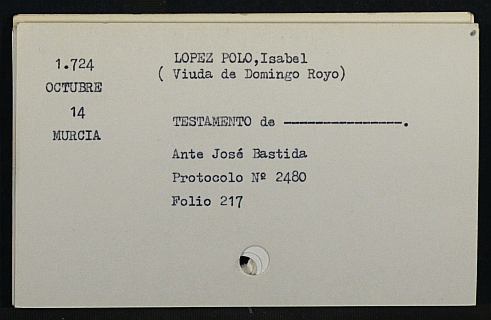 1.724
OCTUBRE
14
MURCIA
LOPEZ POLO,Isabel
( Viuda de Domingo Royo)
TESTAMENTO de ---------------.
Ante José Bastida
Protocolo Nº 2480
Folio 217